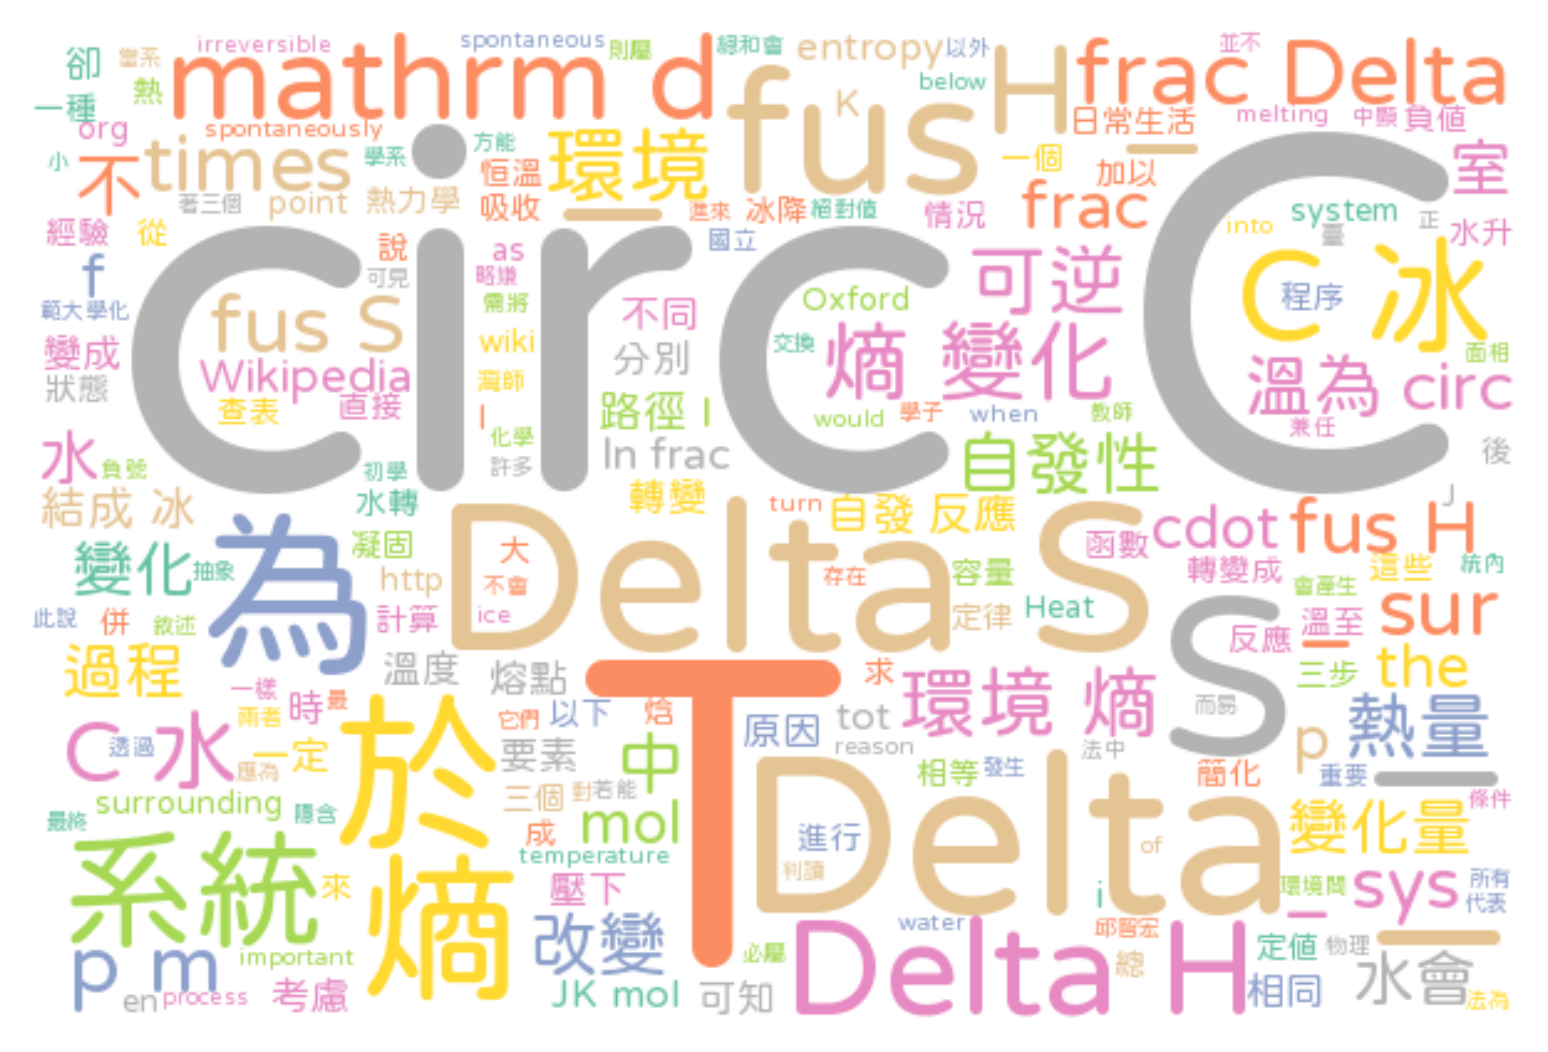 卻
當系
irreversible
spontaneous
則屬
總和會
entropy
以外
並不
一種
熱
mathrm d
fus
K
below
H
frac Delta
org
spontaneously
方能
日常生活
melting
中顯
負值
小
不
times
學系
恒溫
環境
一個
加以
室
著三個
point
熱力學
吸收
進來
冰降
絕對值
情況
frac
system
into
臺
正
水升
經驗
從
說
as
國立
可逆
f
可見
略嫌
circ C
C 冰
程序
範大學化
fus S
需將
不同
Oxford
變成
Wikipedia
wiki
分別
交換
熵 變化
溫為
circ
面相
狀態
查表
直接
灣師
I
路徑 I
would
學子
when
教師
兼任
水
負號
初學
化學
許多
ln frac
自發性
後
結成 冰
水轉
轉變
turn
自發 反應
J
為
凝固
大
Delta S
函數
cdot
fus H
變化
抽象
http
不會
存在
容量
轉變成
這些
統內
會產生
此說
併
敘述
計算
ice
定律
Heat
S
反應
溫至
sur
過程
溫度
熔點
T
求
環境 熵
三步
the
一樣
兩者
時
最
它們
以下
焓
原因
tot
而易
p
熱量
C 水
透過
應為
一定
於
要素
中
reason
法中
相等
發生
簡化
重要
surrounding
隱含
三個
對
若能
Delta
條件
最終
成
mol
進行
of
變化量
系統
來
熵
temperature
判讀
環境問
sys
所有
壓下
i
代表
p m
important
改變
water
Delta H
邱智宏
定值
物理
en
process
考慮
JK mol
可知
必屬
總
相同
水會
法為